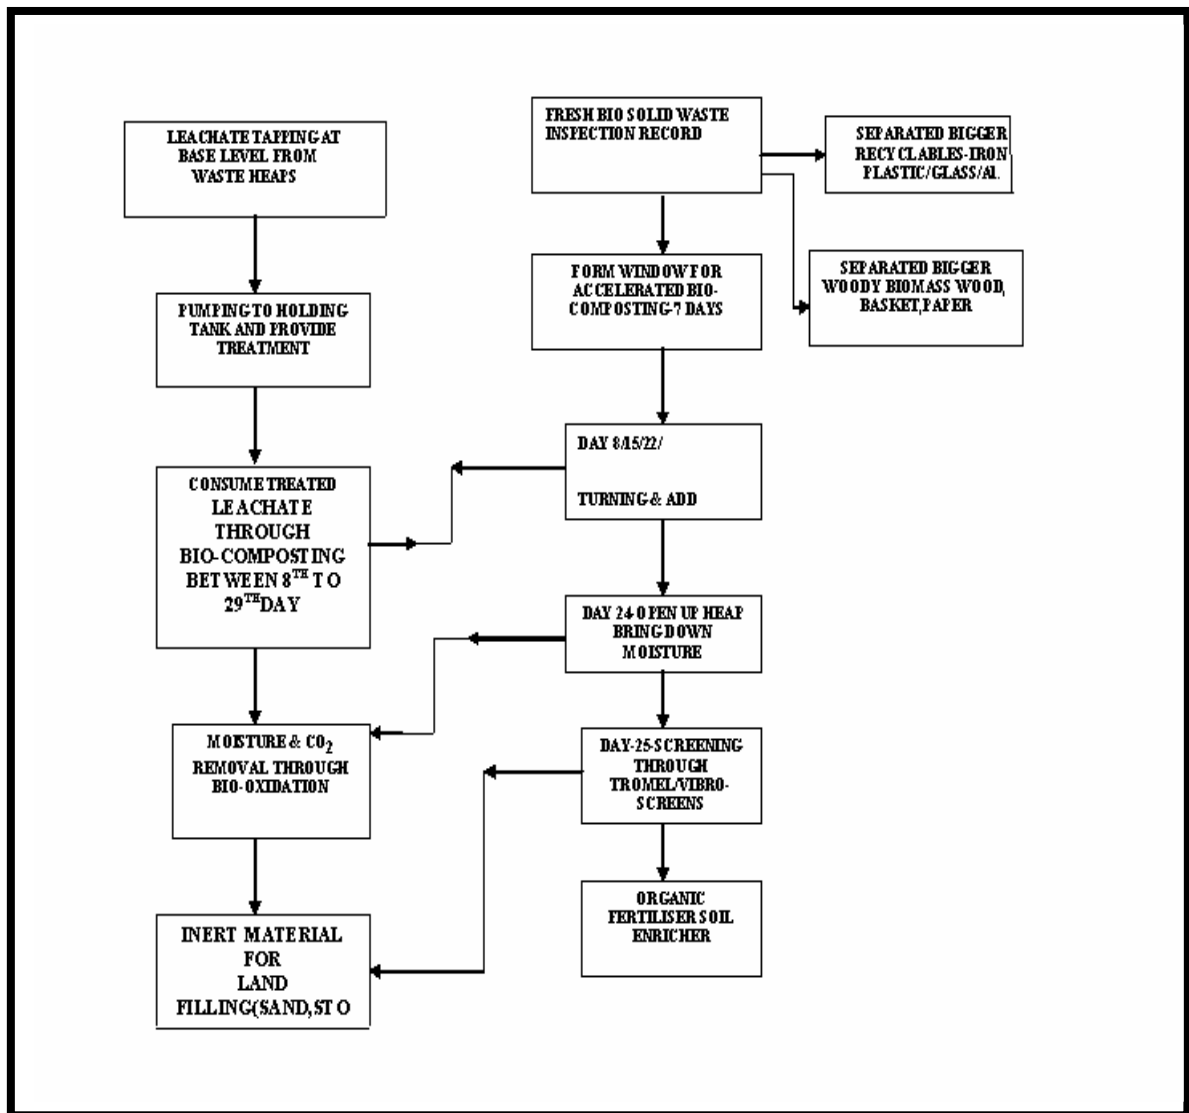 LEACHATE TAPPING AT
BASE LEVEL FROM
WASTE HEAPS
PUMPING TO HOLDING
TANK AND PROVIDE
TREATMENT
CONSUME TREATED
LEACHATE
THROUGH
BIO-COMPOSTING
BETWEEN 8TH TO
29TH DAY
MOISTURE & CO2
REMOVAL THROUGH
BIO-OXIDATION
INERT MATERIAL
FOR
LAND
FILLING(SAND,STO
FRESH BIO SOLID WASTE
INSPECTION RECORD
FORM WINDOW FOR
ACCELERATED BIO-
COMPOSTING-7 DAYS
DAY 8/15/22/
TURNING & ADD
DAY 24-OPEN UP HEAP
BRING DOWN
MOISTURE
DAY-25-SCREENING
THROUGH
TROMEL/VIBRO-
SCREENS
ORGANIC
FERTILISER SOIL
ENRICHER
SEPARATED BIGGER
RECYCLABLES-IRON
PLASTIC/GLASS/Al.
SEPARATED BIGGER
WOODY BIOMASS WOOD,
BASKET,PAPER